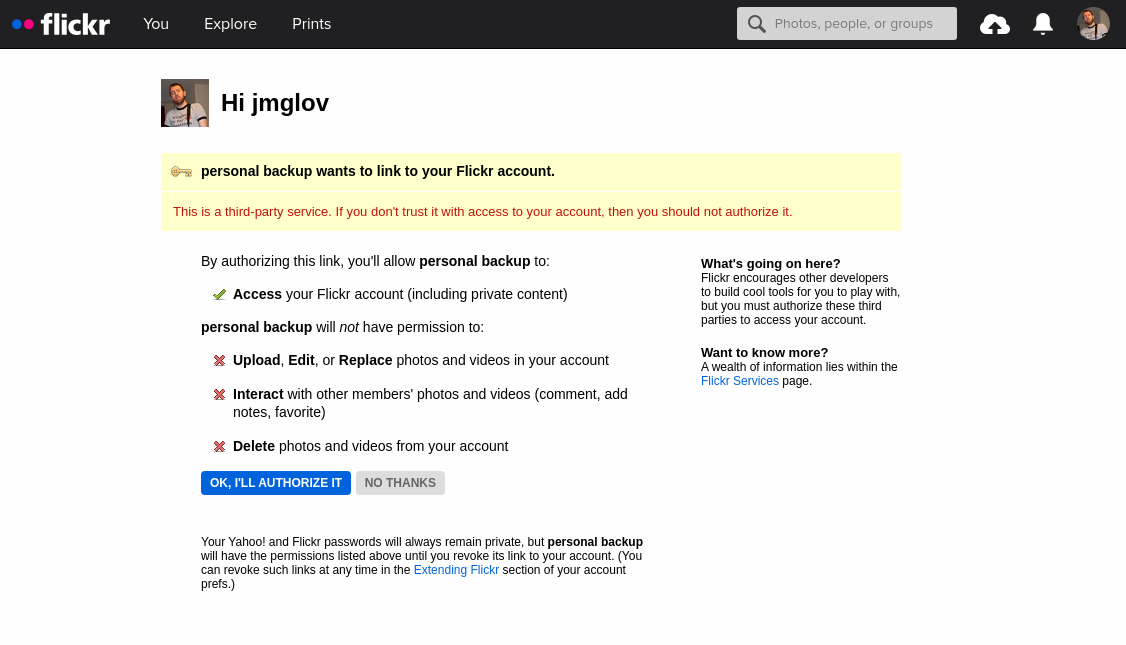 flickr You Explore Prints Photos, people, or groups
Hi jmglov
personal backup wants to link to your Flickr account.
This is a third-party service. If you don't trust it with access to your account, then you should not authorize it.
By authorizing this link, you'll allow personal backup to:
Access your Flickr account (including private content)
personal backup will not have permission to:
Upload, Edit, or Replace photos and videos in your account
Interact with other members' photos and videos (comment, add
notes, favorite)
Delete photos and videos from your account
OK, I'LL AUTHORIZE IT NO THANKS
Your Yahoo! and Flickr passwords will always remain private, but personal backup
will have the permissions listed above until you revoke its link to your account. (You
can revoke such links at any time in the Extending Flickr section of your account
prefs.)
What's going on here?
Flickr encourages other developers
to build cool tools for you to play with,
but you must authorize these third
parties to access your account.
Want to know more?
A wealth of information lies within the
Flickr Services page.